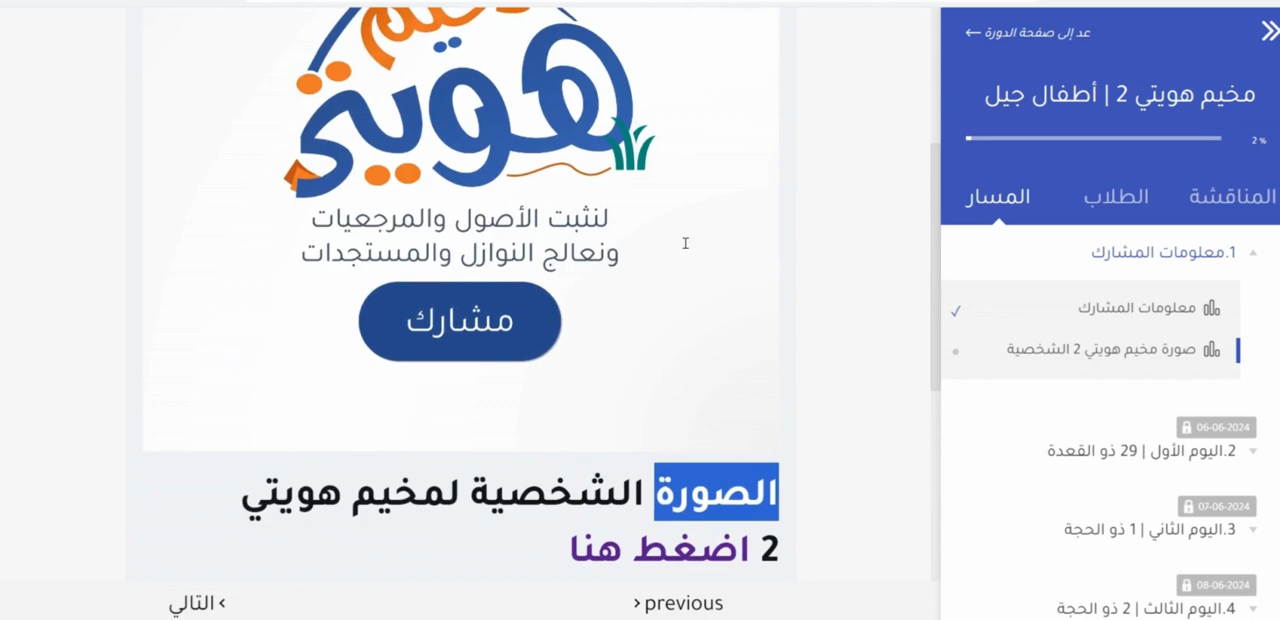 عد إلى صفحة الدورة ←
مخيم هويتي 2 | أطفال جيل
2 %
المناقشة
الطلاب
المسار
1.معلومات المشارك
معلومات المشارك
صورة مخيم هويتي 2 الشخصية
06-06-2024
2.اليوم الأول | 29 ذو القعدة
07-06-2024
3.اليوم الثاني | 1 ذو الحجة
08-06-2024
4.اليوم الثالث | 2 ذو الحجة
مخيم
هويتي
لنثبت الأصول والمرجعيات
ونعالج النوازل والمستجدات
مشارك
الصورة الشخصية لمخيم هويتي
2 اضغط هنا
previous
التالي